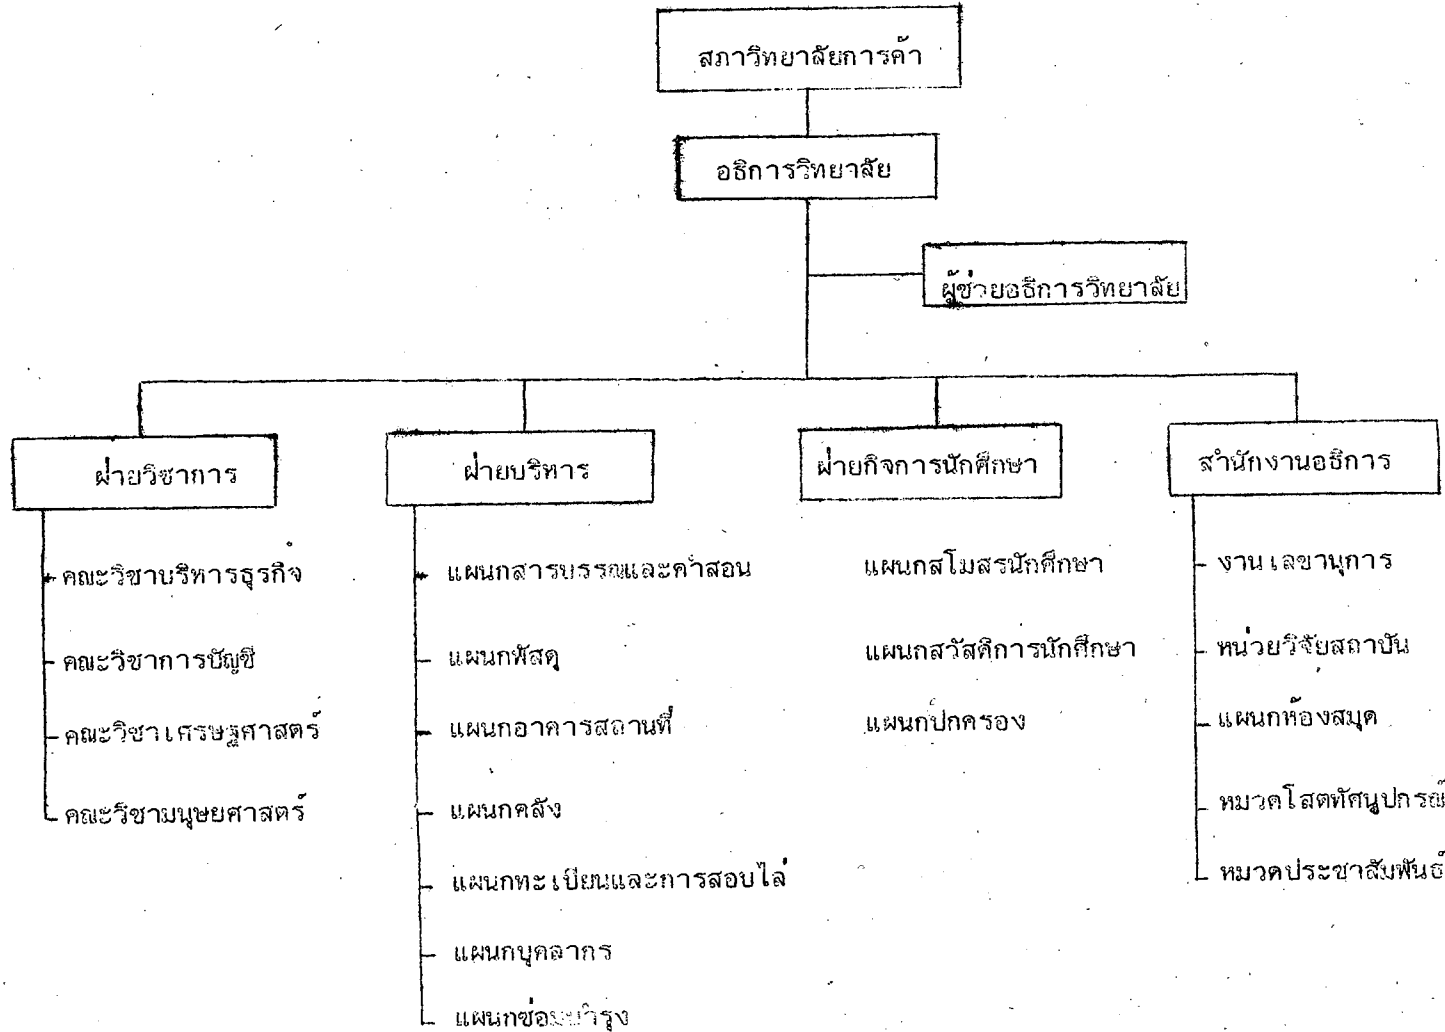 สภาวิทยาลัยการค้า
อธิการวิทยาลัย
ผู้ช่วยอธิการวิทยาลัย
ฝ่ายวิชาการ
คณะวิชาบริหารธุรกิจ
คณะวิชาการบัญชี
คณะวิชาเศรษฐศาสตร์
คณะวิชามนุษยศาสตร์
ฝ่ายบริหาร
แผนกสารบรรณและคำสอน
แผนกพัสดุ
แผนกอาคารสถานที่
แผนกคลัง
แผนกทะเบียนและการสอบไล่
แผนกบุคลากร
แผนกซ่อมบำรุง
ฝ่ายกิจการนักศึกษา
แผนกสโมสรนักศึกษา
แผนกสวัสดิการนักศึกษา
แผนกปกครอง
สำนักงานอธิการ
งานเลขานุการ
หน่วยวิจัยสถาบัน
แผนกห้องสมุด
หมวดโสตทัศนูปกรณ์
หมวดประชาสัมพันธ์